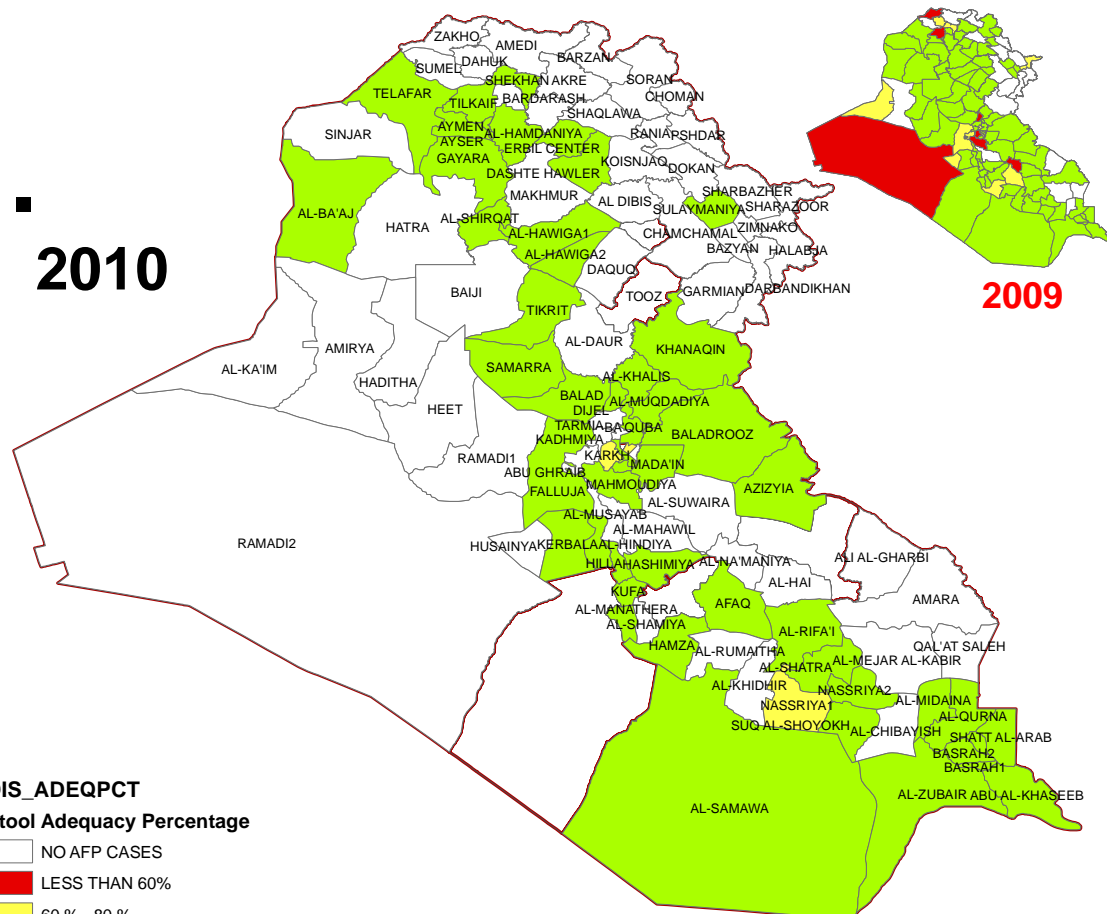 ZAKHO
AMEDI
DAHUK
BARZAN
SUMEL
SHEKHAN
AKRE
SORAN
TELAFAR
TILKAIF
BARDARASH
CHOMAN
SHAQLAWA
SINJAR
AYMEN
AL-HAMDANIYA
RANIA
PSHDAR
AYSER
ERBIL CENTER
GAYARA
KOISNJAQ
DOKAN
DASHTE HAWLER
MAKHMUR
SHARBAZHER
AL DIBIS
SHARAZOOR
AL-BA'AJ
SULAYMANIYA
HATRA
AL-SHIRQAT
ZIMNAKO
AL-HAWIGA1
CHAMCHAMAL
BAZYAN
HALABJA
AL-HAWIGA2
2010
DAQUQ
BAIJI
TOOZ
GARMIAN
DARBANDIKHAN
2009
TIKRIT
AL-DAUR
AMIRYA
KHANAQIN
AL-KA'IM
SAMARRA
AL-KHALIS
HADITHA
BALAD
AL-MUQDADIYA
HEET
DIJEL
TARMIA
BA'QUBA
BALADROOZ
KADHMIYA
RAMADI1
KARKH
MADA'IN
ABU GHRAIB
MAHMOUDIYA
FALLUJA
AZIZYIA
AL-SUWAIRA
AL-MUSAYAB
AL-MAHAWIL
RAMADI2
HUSAINYA
KERBALA
AL-HINDIYA
HILLA
HASHIMIYA
AL-NA'MANIYA
ALI AL-GHARBI
KUFA
AL-HAI
AL-MANATHERA
AFAQ
AMARA
AL-SHAMIYA
AL-RIFA'I
HAMZA
AL-RUMAITHA
QAL'AT SALEH
AL-SHATRA
AL-MEJAR AL-KABIR
AL-KHIDHIR
NASSRIYA2
AL-MIDAINA
NASSRIYA1
AL-QURNA
SUQ AL-SHOYOKH
AL-CHIBAYISH
SHATT AL-ARAB
BASRAH2
BASRAH1
AL-ZUBAIR
ABU AL-KHASEEB
AL-SAMAWA
DIS_ADEQPCT
tool Adequacy Percentage
NO AFP CASES
LESS THAN 60%
60 % - 80 %